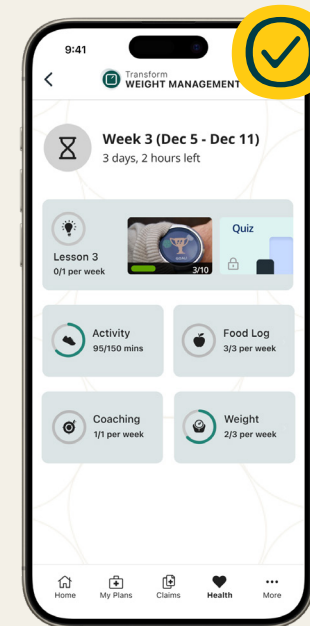 9:41
Transform
WEIGHT MANAGEMENT
Week 3 (Dec 5 - Dec 11)
3 days, 2 hours left
Lesson 3
0/1 per week
3/10
Quiz
Activity
95/150 mins
Food Log
3/3 per week
Coaching
1/1 per week
Weight
2/3 per week
Home
My Plans
Claims
Health
More